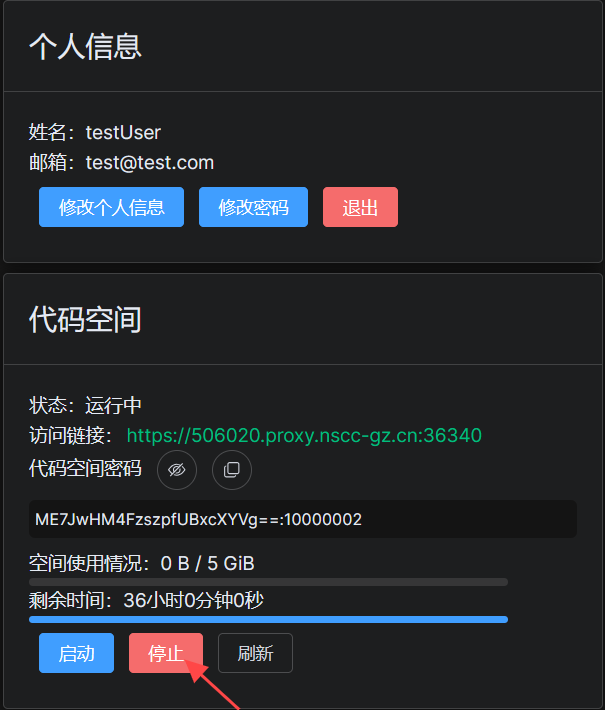 个人信息
姓名：testUser
邮箱：test@test.com
修改个人信息 修改密码 退出
代码空间
状态：运行中
访问链接：https://506020.proxy.nscc-gz.cn:36340
代码空间密码
ME7JwHM4FzszpfUBxcXYVg==:10000002
空间使用情况：0 B / 5 GiB
剩余时间：36小时0分钟0秒
启动 停止 刷新